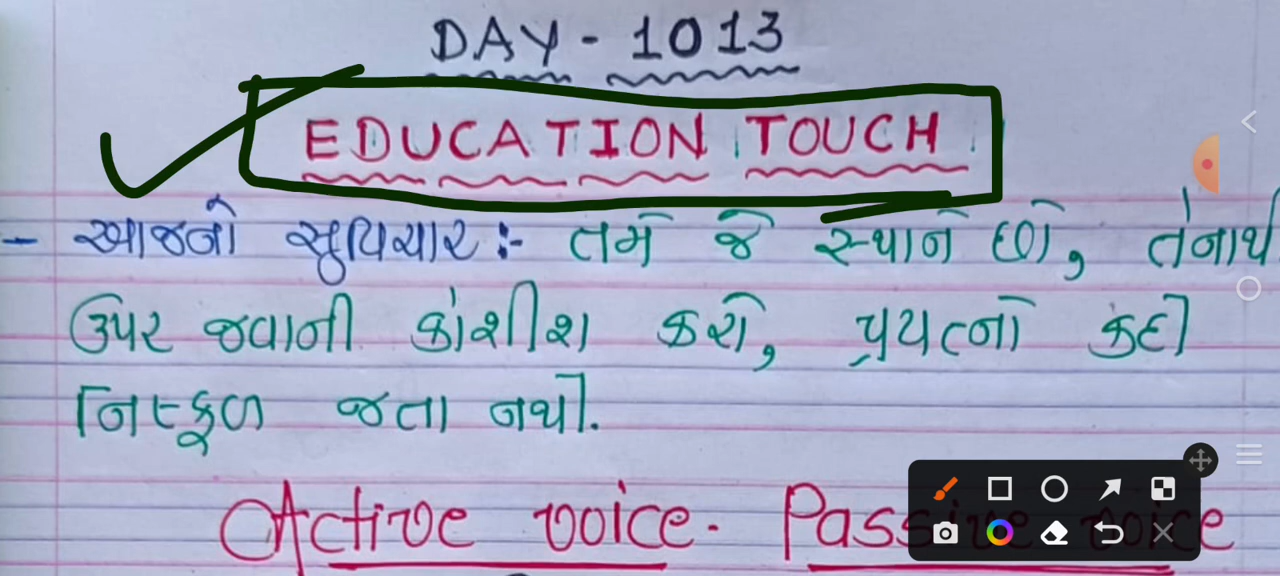 DAY - 1013
EDUCATION TOUCH
- આજનો સુવિચાર :- તમે જે સ્થાને છો, તેનાથી
ઉપર જવાની કોશીશ કરો, પ્રયત્નો કદી
નિષ્ફળ જતા નથી.
Active voice - Passive voice